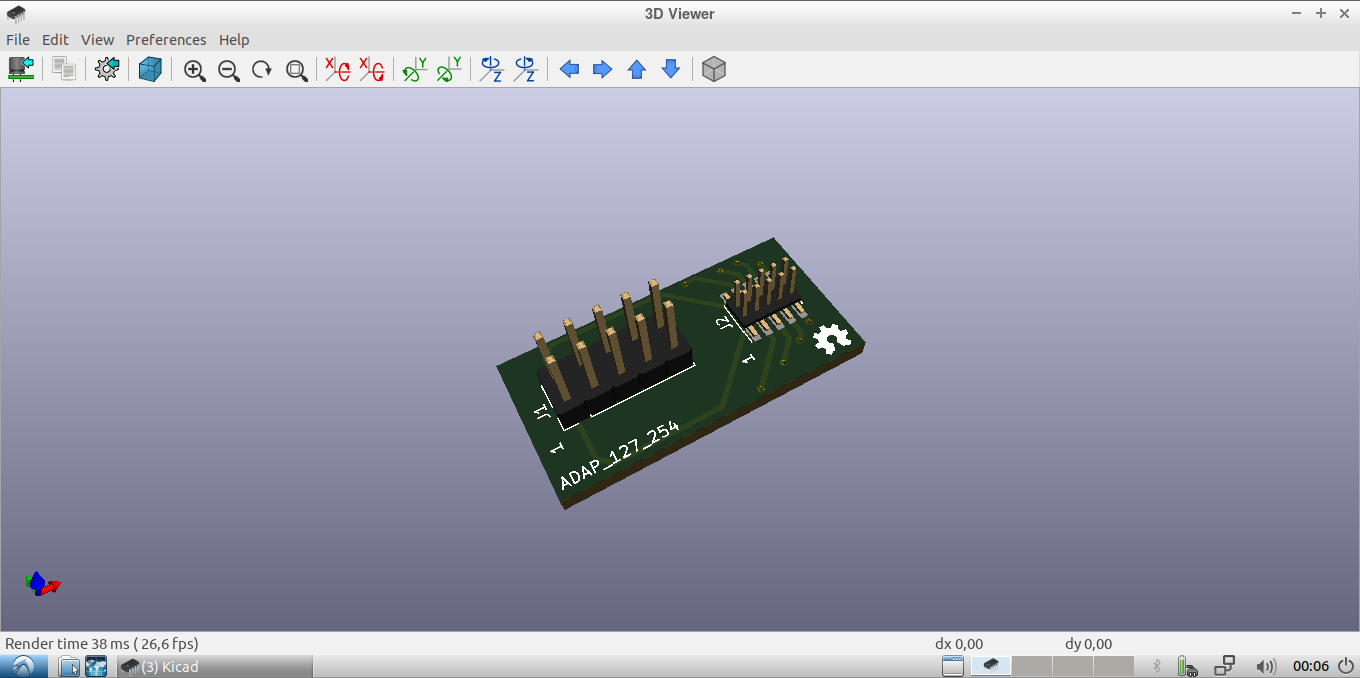 3D Viewer
File Edit View Preferences Help
X X Y Y Z Z
J2
1
J1
1
ADAP_127_254
Render time 38 ms ( 26,6 fps)
dx 0,00
dy 0,00
(3) Kicad
00:06